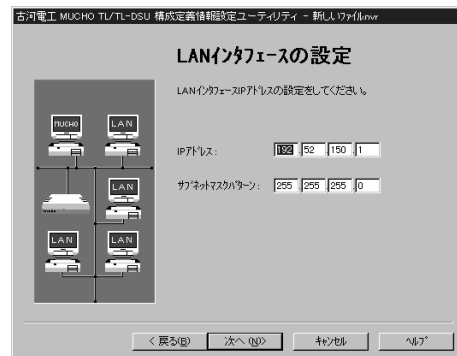 古河電工 MUCHO TL/TL-DSU 構成定義情報設定ユーティリティ - 新しいファイル.nwr
LANインタフェースの設定
LANインタフェースIPアドレスの設定をしてください。
MUCHO
LAN
IPアドレス: 192 .52 .150 .1
LAN
サブネットマスクパターン: 255 .255 .255 .0
LAN
LAN
< 戻る(B)
次へ(N)>
キャンセル
ヘルプ